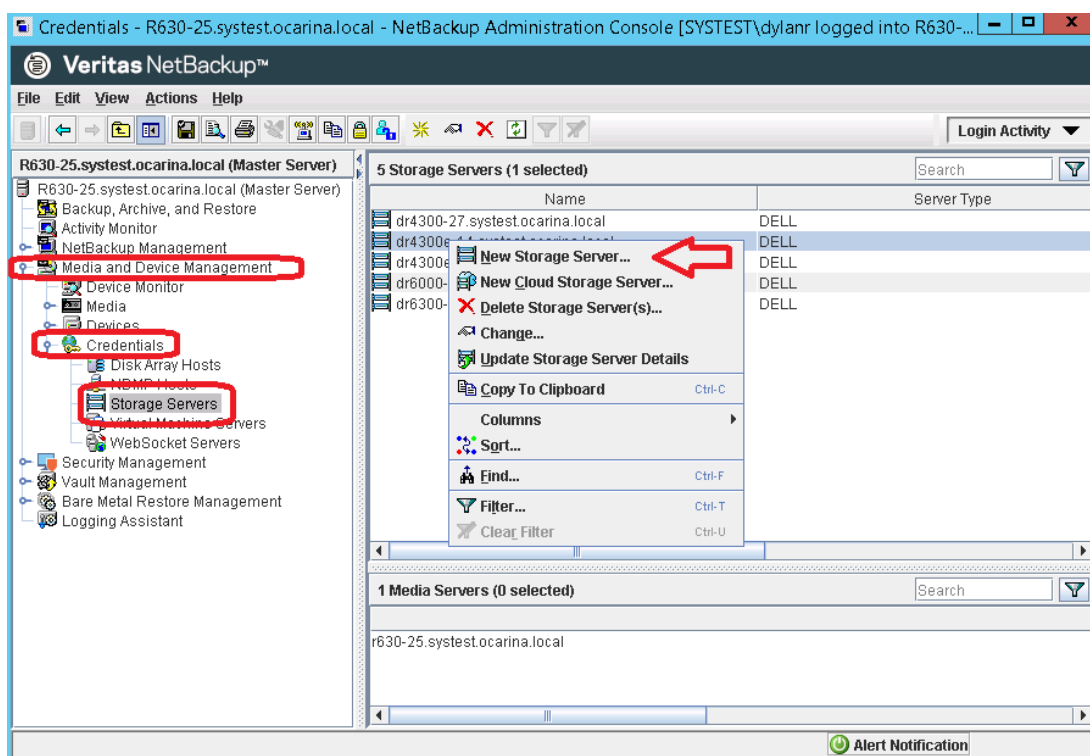 Credentials - R630-25.systest.ocarina.local - NetBackup Administration Console [SYSTEST\dylanr logged into R630-...
Veritas NetBackup™
File Edit View Actions Help
Login Activity
R630-25.systest.ocarina.local (Master Server)
R630-25.systest.ocarina.local (Master Server)
Backup, Archive, and Restore
Activity Monitor
NetBackup Management
Media and Device Management
Device Monitor
Media
Devices
Credentials
Disk Array Hosts
NDMP Hosts
Storage Servers
Virtual Machine Servers
WebSocket Servers
Security Management
Vault Management
Bare Metal Restore Management
Logging Assistant
5 Storage Servers (1 selected)
Search
Name Server Type
dr4300-27.systest.ocarina.local DELL
dr4300e-14.systest.ocarina.local DELL
dr4300e DELL
dr6000- DELL
dr6300- DELL
New Storage Server...
New Cloud Storage Server...
Delete Storage Server(s)...
Change...
Update Storage Server Details
Copy To Clipboard Ctrl-C
Columns
Sort...
Find... Ctrl-F
Filter... Ctrl-T
Clear Filter Ctrl-U
1 Media Servers (0 selected)
Search
r630-25.systest.ocarina.local
Alert Notification